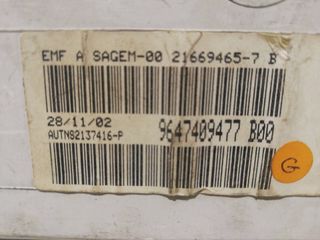 EMF A SAGEM-00 21669465-7 B
28/11/02
AUTN82137416-P
9647409477 B00
G